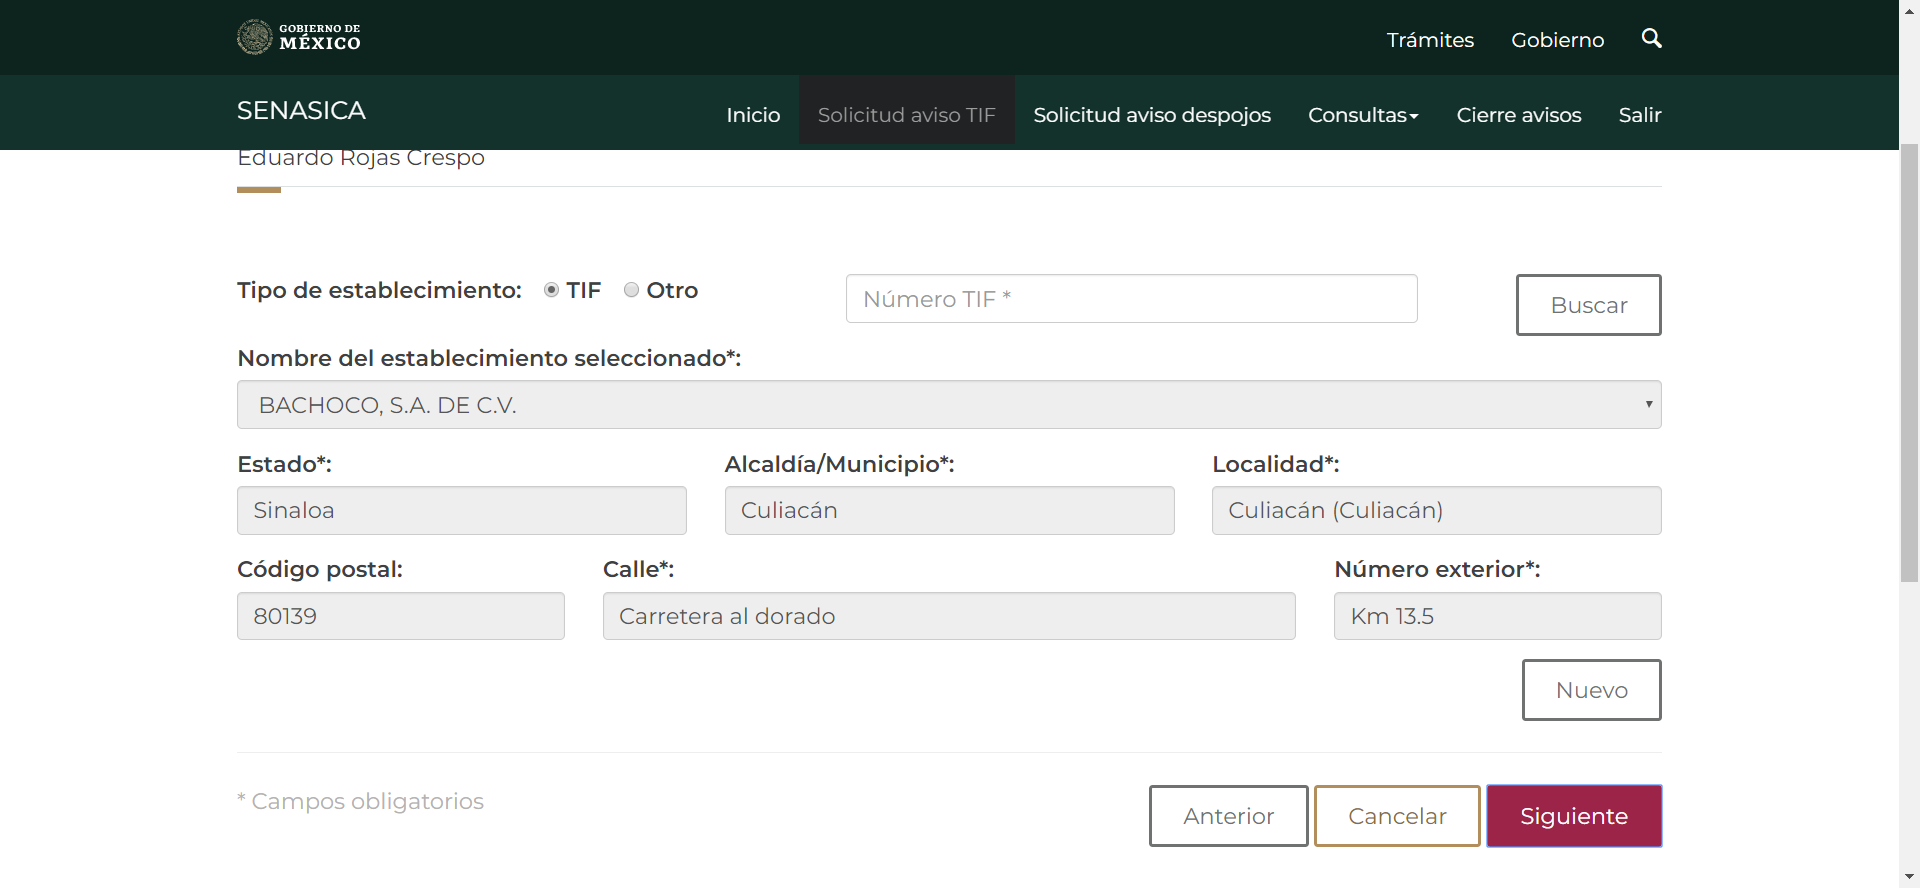 GOBIERNO DE
MÉXICO
Trámites Gobierno
SENASICA
Inicio Solicitud aviso TIF Solicitud aviso despojos Consultas Cierre avisos Salir
Eduardo Rojas Crespo
Tipo de establecimiento: TIF Otro Número TIF * Buscar
Nombre del establecimiento seleccionado*:
BACHOCO, S.A. DE C.V.
Estado*: Alcaldía/Municipio*: Localidad*:
Sinaloa Culiacán Culiacán (Culiacán)
Código postal: Calle*: Número exterior*:
80139 Carretera al dorado Km 13.5
Nuevo
* Campos obligatorios Anterior Cancelar Siguiente